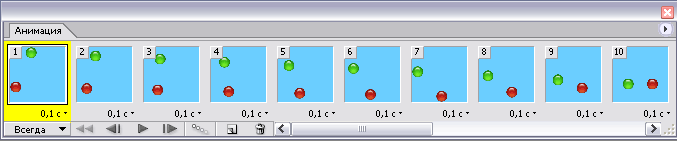 Анимация
1 2 3 4 5 6 7 8 9 10
0,1 с 0,1 с 0,1 с 0,1 с 0,1 с 0,1 с 0,1 с 0,1 с 0,1 с 0,1 с
Всегда